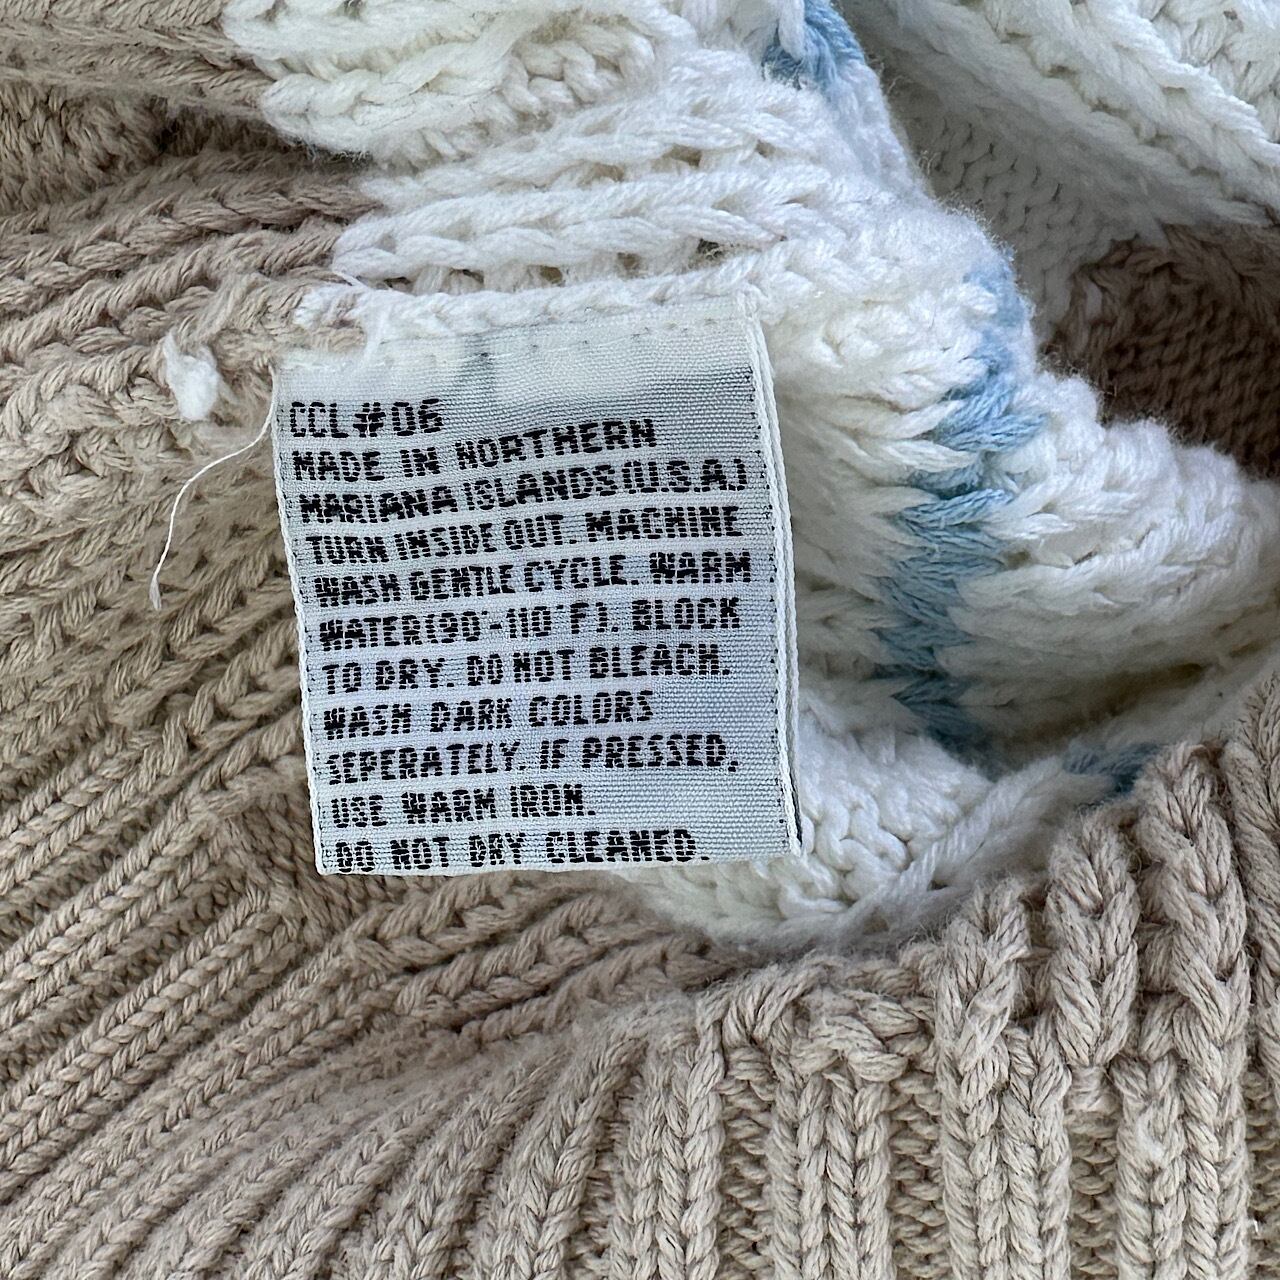 CCL#06
MADE IN NORTHERN
MARIANA ISLANDS (U.S.A.)
TURN INSIDE OUT. MACHINE
WASH GENTLE CYCLE. WARM
WATER (90°-110°F). BLOCK
TO DRY. DO NOT BLEACH.
WASH DARK COLORS
SEPERATELY. IF PRESSED,
USE WARM IRON.
DO NOT DRY CLEANED.